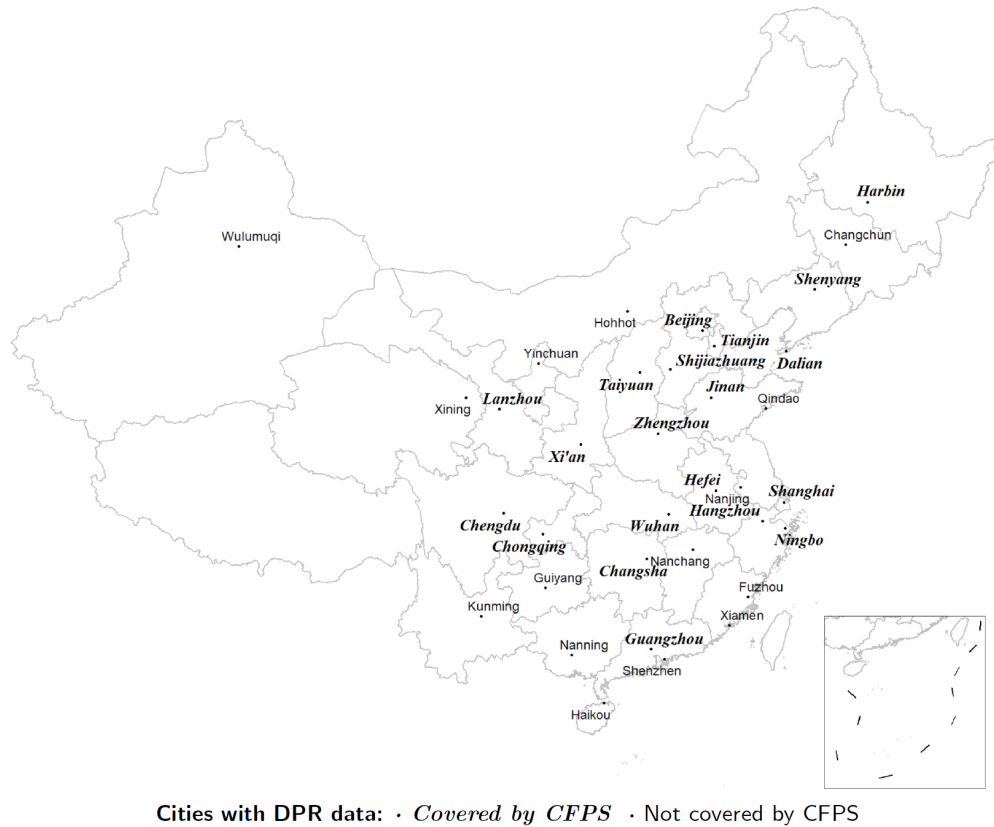 Harbin
Changchun
Wulumuqi
Shenyang
Hohhot
Beijing
Tianjin
Shijiazhuang
Dalian
Yinchuan
Taiyuan
Jinan
Lanzhou
Xining
Qindao
Zhengzhou
Xi'an
Hefei
Shanghai
Nanjing
Hangzhou
Chengdu
Wuhan
Ningbo
Chongqing
Nanchang
Changsha
Guiyang
Fuzhou
Kunming
Xiamen
Guangzhou
Nanning
Shenzhen
Haikou
Cities with DPR data: · Covered by CFPS · Not covered by CFPS